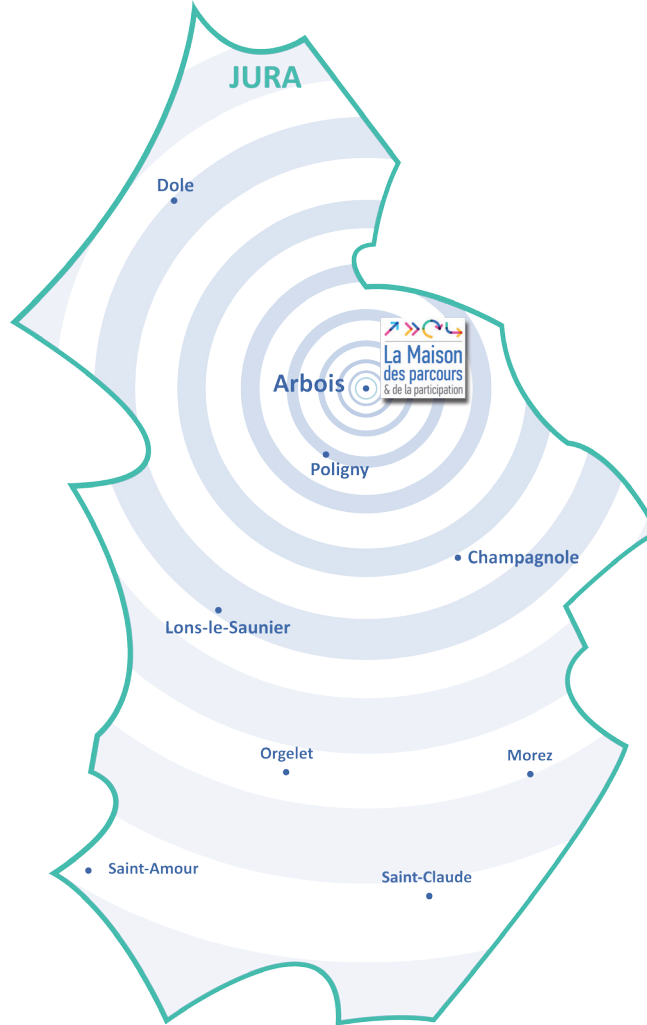 JURA
Dole
La Maison
des parcours
& de la participation
Arbois
Poligny
Champagnole
Lons-le-Saunier
Orgelet
Morez
Saint-Amour
Saint-Claude